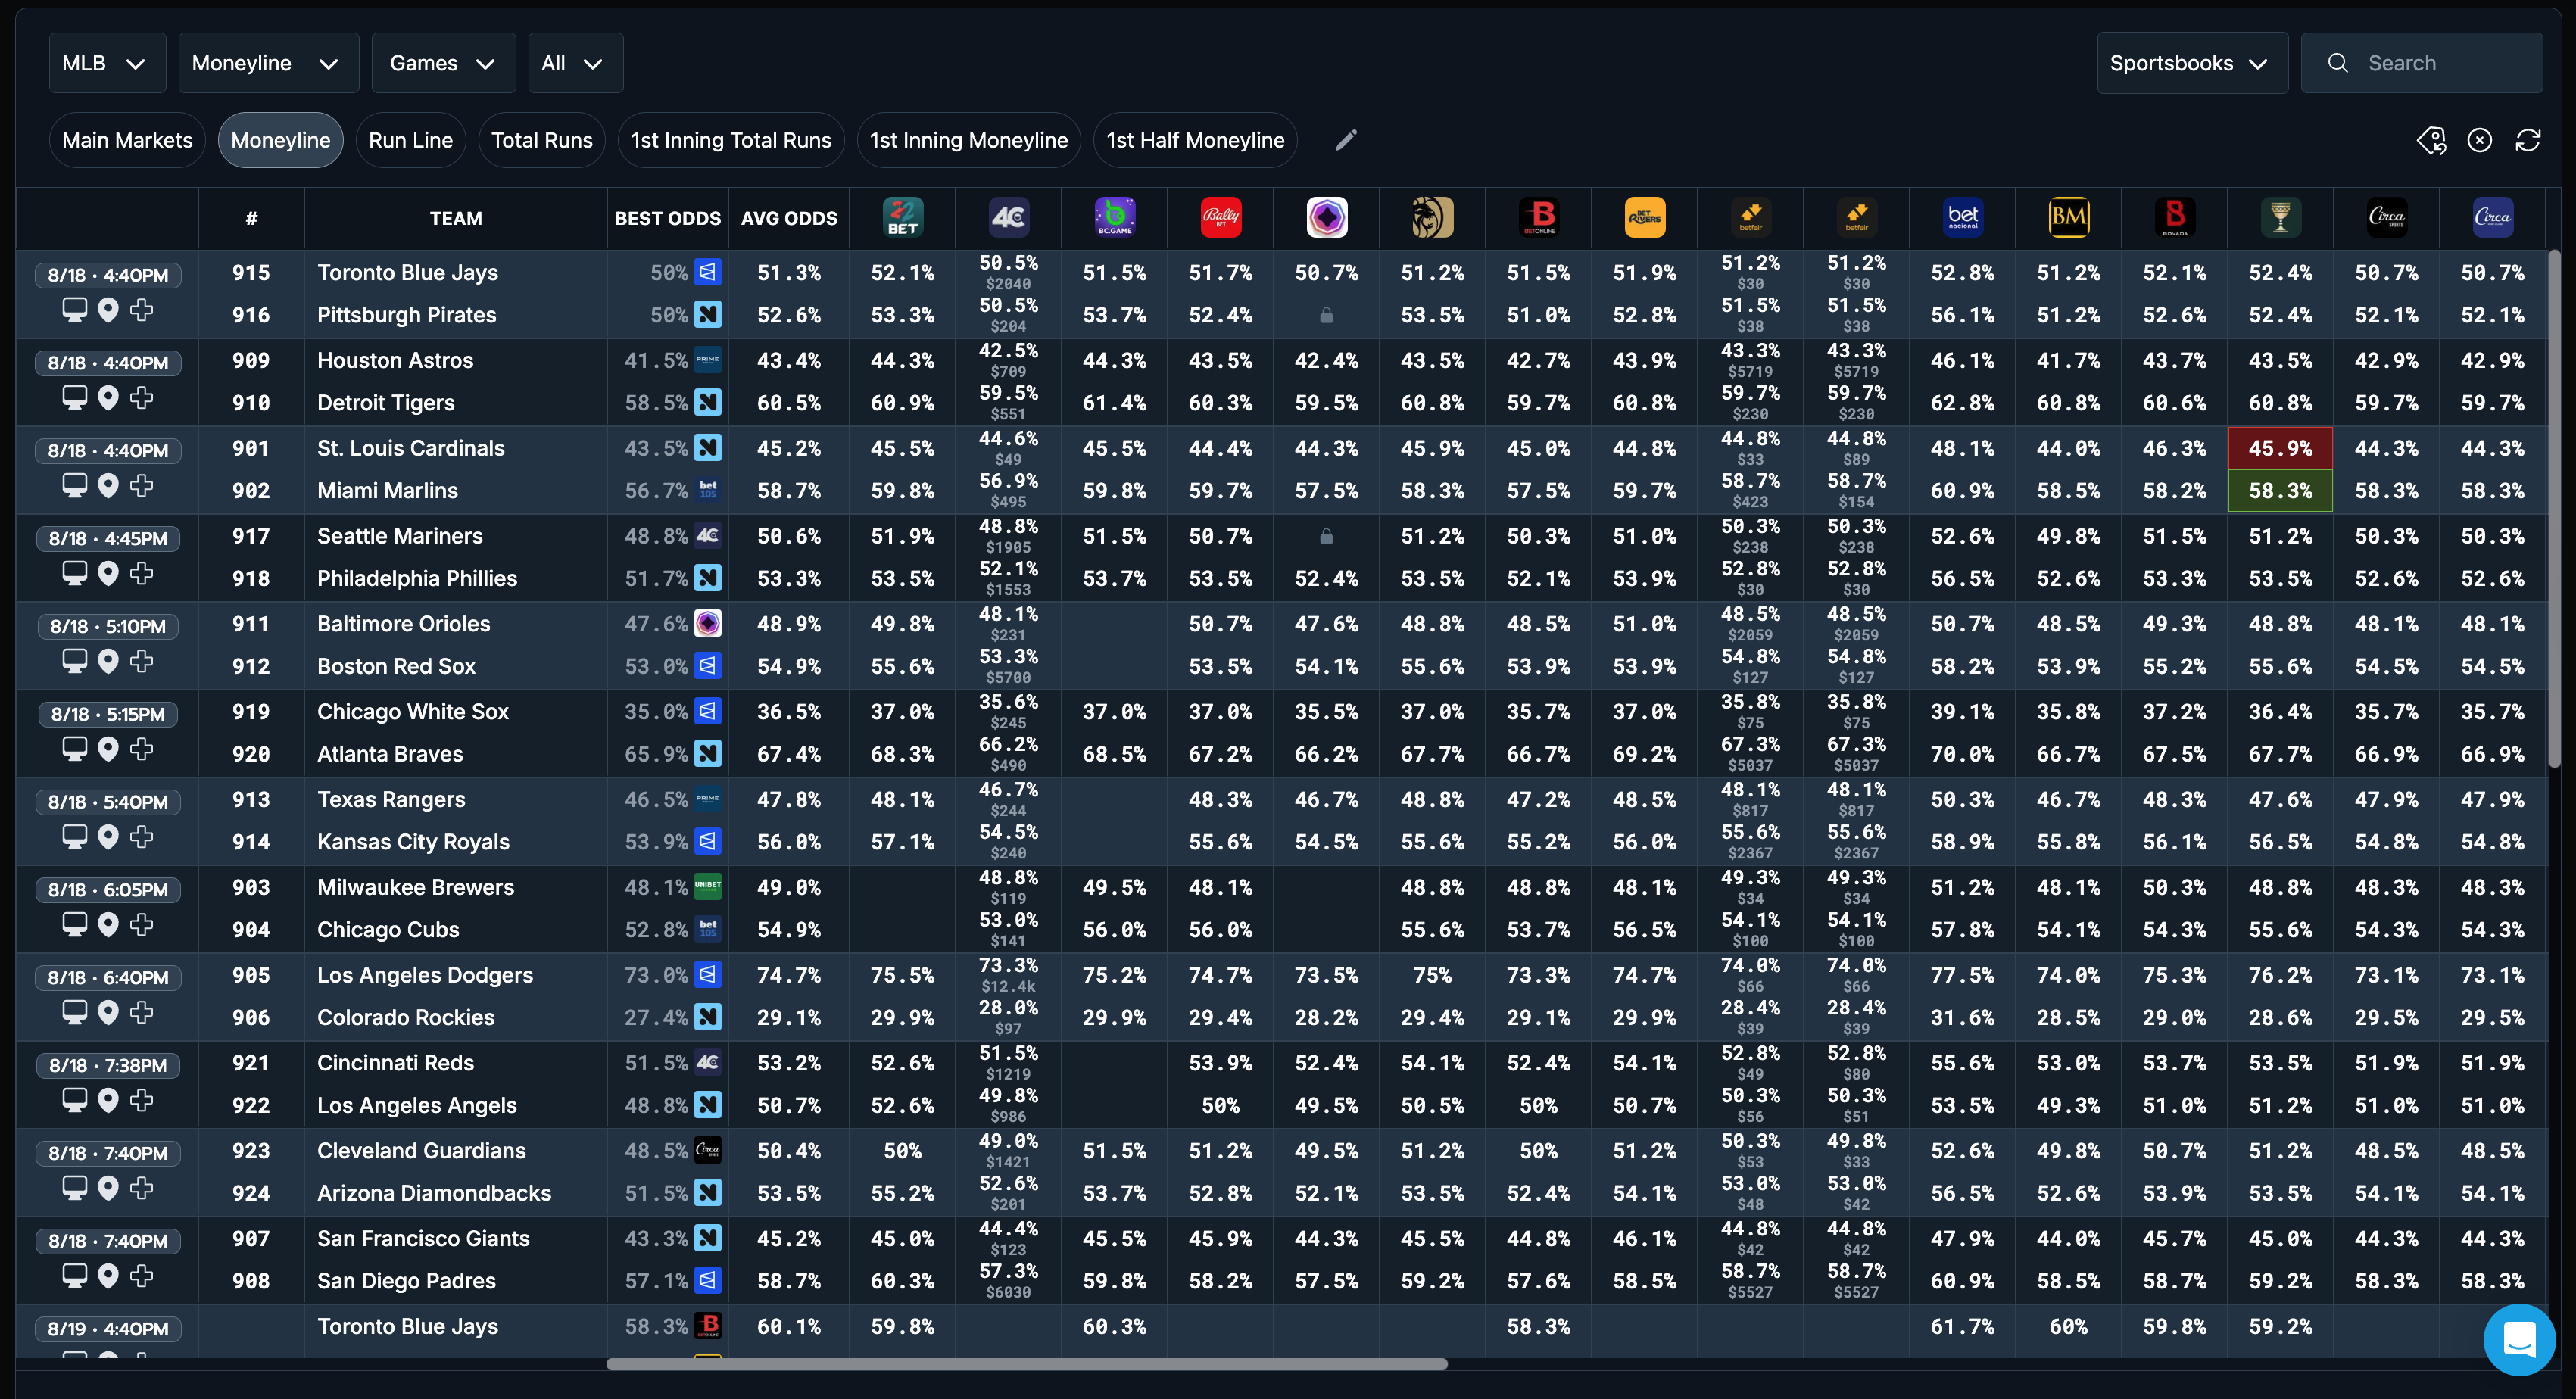 MLB Moneyline Games All Sportsbooks Search
Main Markets Moneyline Run Line Total Runs 1st Inning Total Runs 1st Inning Moneyline 1st Half Moneyline
# TEAM BEST ODDS AVG ODDS 22 BET 4C BC.GAME Bally BET B BETONLINE BET RIVERS betfair betfair bet nacional BM B BOVADA Circa SPORTS Circa
8/18 • 4:40PM 915 Toronto Blue Jays 50% 51.3% 52.1% 50.5% $2040 51.5% 51.7% 50.7% 51.2% 51.5% 51.9% 51.2% $30 51.2% $30 52.8% 51.2% 52.1% 52.4% 50.7% 50.7%
916 Pittsburgh Pirates 50% N 52.6% 53.3% 50.5% $204 53.7% 52.4% 53.5% 51.0% 52.8% 51.5% $38 51.5% $38 56.1% 51.2% 52.6% 52.4% 52.1% 52.1%
8/18 • 4:40PM 909 Houston Astros 41.5% PRIME 43.4% 44.3% 42.5% $709 44.3% 43.5% 42.4% 43.5% 42.7% 43.9% 43.3% $5719 43.3% $5719 46.1% 41.7% 43.7% 43.5% 42.9% 42.9%
910 Detroit Tigers 58.5% N 60.5% 60.9% 59.5% $551 61.4% 60.3% 59.5% 60.8% 59.7% 60.8% 59.7% $230 59.7% $230 62.8% 60.8% 60.6% 60.8% 59.7% 59.7%
8/18 • 4:40PM 901 St. Louis Cardinals 43.5% N 45.2% 45.5% 44.6% $49 45.5% 44.4% 44.3% 45.9% 45.0% 44.8% 44.8% $33 44.8% $89 48.1% 44.0% 46.3% 45.9% 44.3% 44.3%
902 Miami Marlins 56.7% bet 105 58.7% 59.8% 56.9% $495 59.8% 59.7% 57.5% 58.3% 57.5% 59.7% 58.7% $423 58.7% $154 60.9% 58.5% 58.2% 58.3% 58.3% 58.3%
8/18 • 4:45PM 917 Seattle Mariners 48.8% 4C 50.6% 51.9% 48.8% $1905 51.5% 50.7% 51.2% 50.3% 51.0% 50.3% $238 50.3% $238 52.6% 49.8% 51.5% 51.2% 50.3% 50.3%
918 Philadelphia Phillies 51.7% N 53.3% 53.5% 52.1% $1553 53.7% 53.5% 52.4% 53.5% 52.1% 53.9% 52.8% $30 52.8% $30 56.5% 52.6% 53.3% 53.5% 52.6% 52.6%
8/18 • 5:10PM 911 Baltimore Orioles 47.6% 48.9% 49.8% 48.1% $231 50.7% 47.6% 48.8% 48.5% 51.0% 48.5% $2059 48.5% $2059 50.7% 48.5% 49.3% 48.8% 48.1% 48.1%
912 Boston Red Sox 53.0% 54.9% 55.6% 53.3% $5700 53.5% 54.1% 55.6% 53.9% 53.9% 54.8% $127 54.8% $127 58.2% 53.9% 55.2% 55.6% 54.5% 54.5%
8/18 • 5:15PM 919 Chicago White Sox 35.0% 36.5% 37.0% 35.6% $245 37.0% 37.0% 35.5% 37.0% 35.7% 37.0% 35.8% $75 35.8% $75 39.1% 35.8% 37.2% 36.4% 35.7% 35.7%
920 Atlanta Braves 65.9% N 67.4% 68.3% 66.2% $490 68.5% 67.2% 66.2% 67.7% 66.7% 69.2% 67.3% $5037 67.3% $5037 70.0% 66.7% 67.5% 67.7% 66.9% 66.9%
8/18 • 5:40PM 913 Texas Rangers 46.5% PRIME 47.8% 48.1% 46.7% $244 48.3% 46.7% 48.8% 47.2% 48.5% 48.1% $817 48.1% $817 50.3% 46.7% 48.3% 47.6% 47.9% 47.9%
914 Kansas City Royals 53.9% 56.0% 57.1% 54.5% $240 55.6% 54.5% 55.6% 55.2% 56.0% 55.6% $2367 55.6% $2367 58.9% 55.8% 56.1% 56.5% 54.8% 54.8%
8/18 • 6:05PM 903 Milwaukee Brewers 48.1% UNIBET 49.0% 48.8% $119 49.5% 48.1% 48.8% 48.8% 48.1% 49.3% $34 49.3% $34 51.2% 48.1% 50.3% 48.8% 48.3% 48.3%
904 Chicago Cubs 52.8% bet 105 54.9% 53.0% $141 56.0% 56.0% 55.6% 53.7% 56.5% 54.1% $100 54.1% $100 57.8% 54.1% 54.3% 55.6% 54.3% 54.3%
8/18 • 6:40PM 905 Los Angeles Dodgers 73.0% 74.7% 75.5% 73.3% $12.4k 75.2% 74.7% 73.5% 75% 73.3% 74.7% 74.0% $66 74.0% $66 77.5% 74.0% 75.3% 76.2% 73.1% 73.1%
906 Colorado Rockies 27.4% N 29.1% 29.9% 28.0% $97 29.9% 29.4% 28.2% 29.4% 29.1% 29.9% 28.4% $39 28.4% $39 31.6% 28.5% 29.0% 28.6% 29.5% 29.5%
8/18 • 7:38PM 921 Cincinnati Reds 51.5% 4C 53.2% 52.6% 51.5% $1219 53.9% 52.4% 54.1% 52.4% 54.1% 52.8% $49 52.8% $80 55.6% 53.0% 53.7% 53.5% 51.9% 51.9%
922 Los Angeles Angels 48.8% N 50.7% 52.6% 49.8% $986 50% 49.5% 50.5% 50% 50.7% 50.3% $56 50.3% $51 53.5% 49.3% 51.0% 51.2% 51.0% 51.0%
8/18 • 7:40PM 923 Cleveland Guardians 48.5% Circa 50.4% 50% 49.0% $1421 51.5% 51.2% 49.5% 51.2% 50% 51.2% 50.3% $53 49.8% $33 52.6% 49.8% 50.7% 51.2% 48.5% 48.5%
924 Arizona Diamondbacks 51.5% N 53.5% 55.2% 52.6% $201 53.7% 52.8% 52.1% 53.5% 52.4% 54.1% 53.0% $48 53.0% $42 56.5% 52.6% 53.9% 53.5% 54.1% 54.1%
8/18 • 7:40PM 907 San Francisco Giants 43.3% N 45.2% 45.0% 44.4% $123 45.5% 45.9% 44.3% 45.5% 44.8% 46.1% 44.8% $42 44.8% $42 47.9% 44.0% 45.7% 45.0% 44.3% 44.3%
908 San Diego Padres 57.1% 58.7% 60.3% 57.3% $6030 59.8% 58.2% 57.5% 59.2% 57.6% 58.5% 58.7% $5527 58.7% $5527 60.9% 58.5% 58.7% 59.2% 58.3% 58.3%
8/19 • 4:40PM Toronto Blue Jays 58.3% B 60.1% 59.8% 60.3% 58.3% 61.7% 60% 59.8% 59.2%